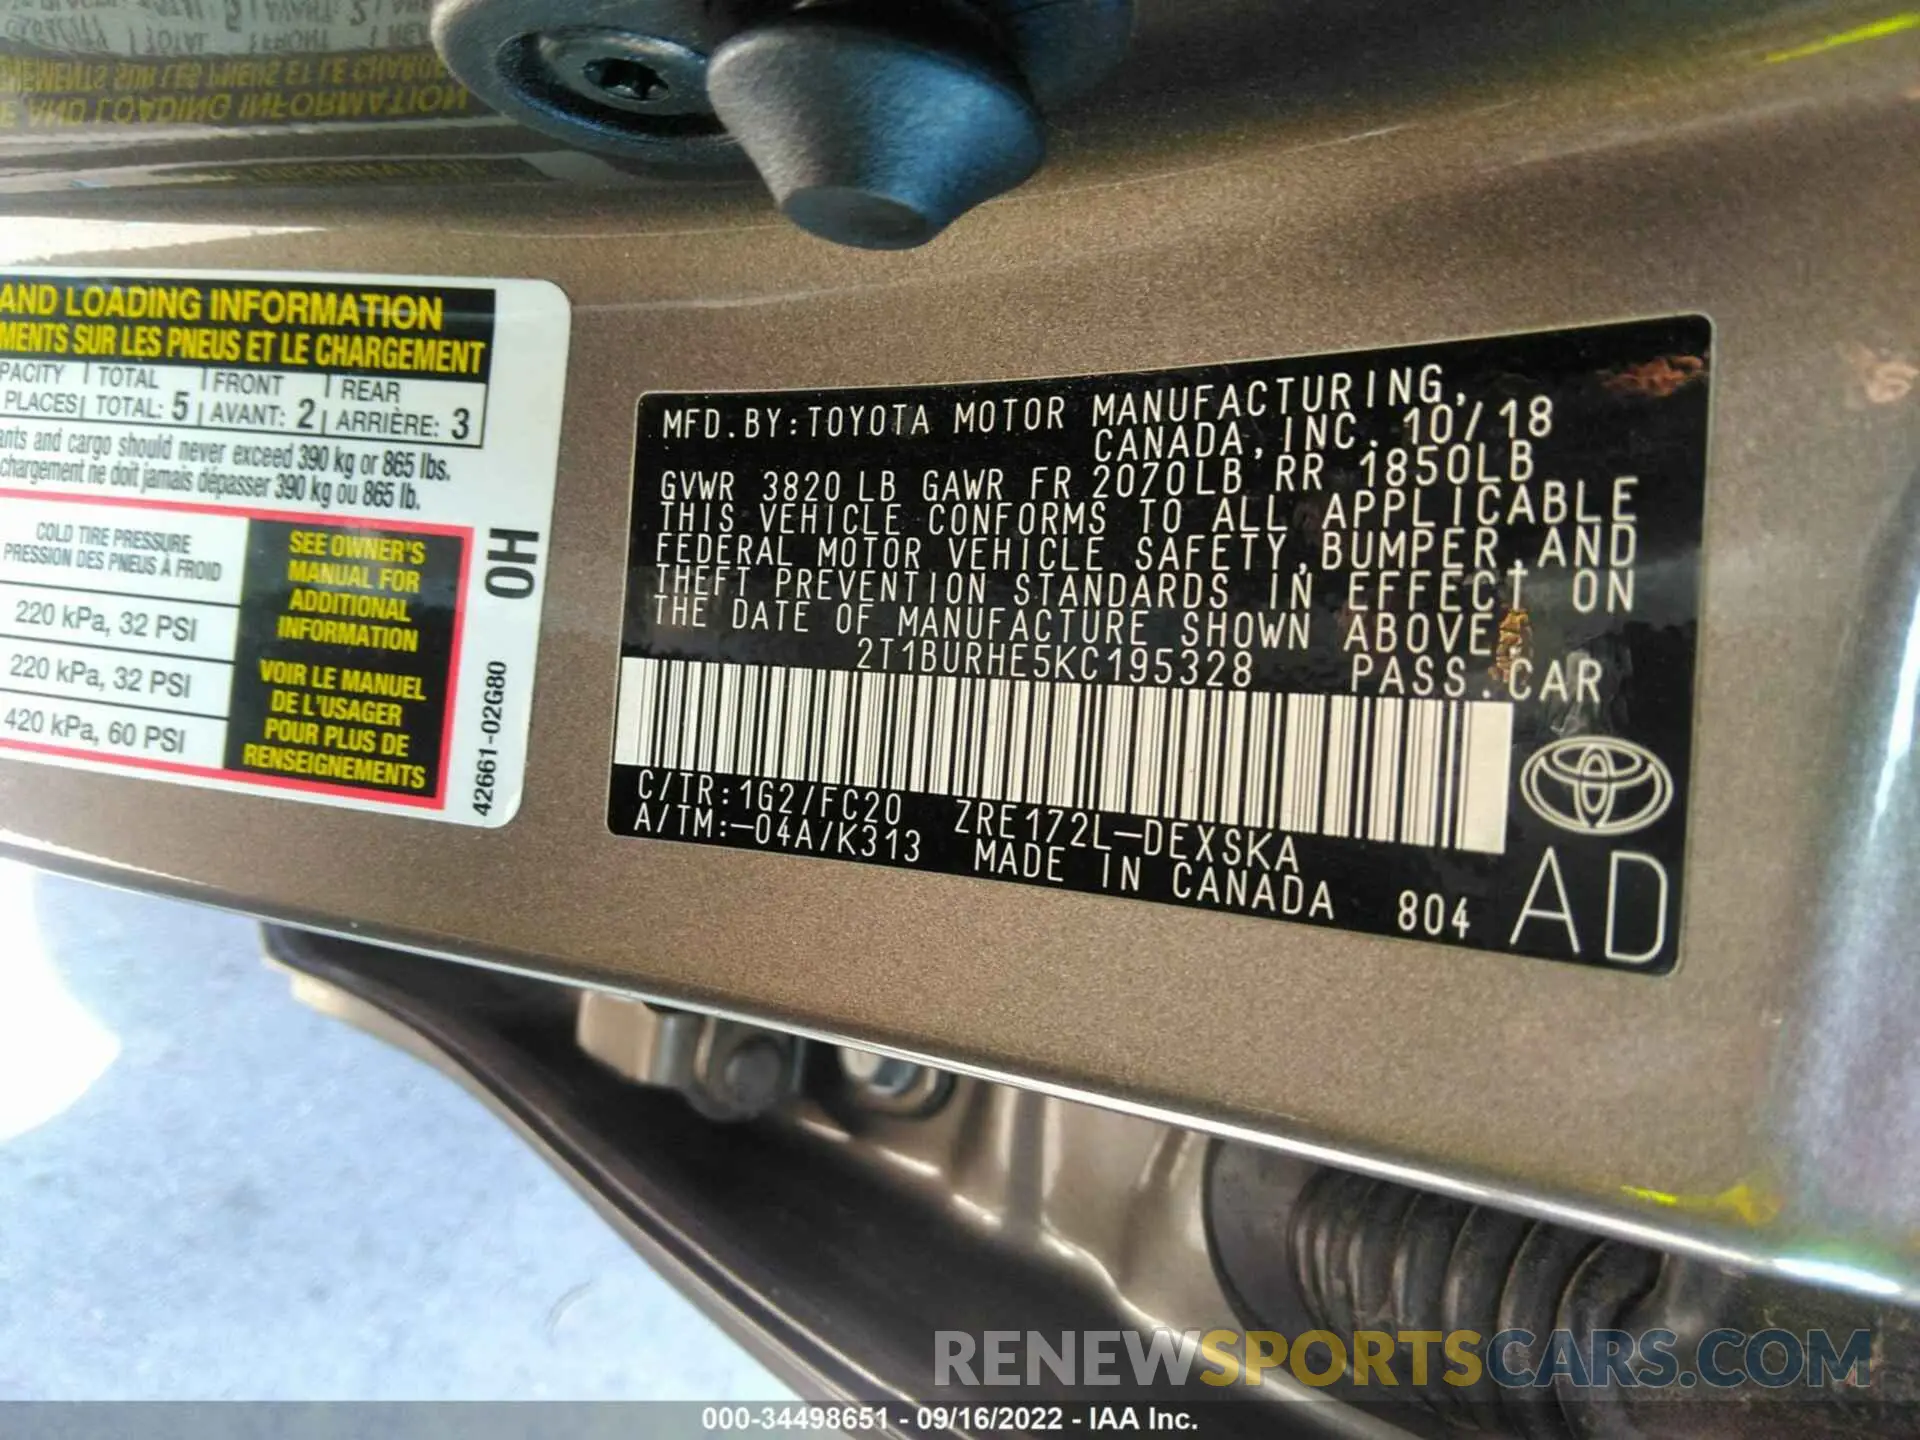 AND LOADING INFORMATION
MENTS SUR LES PNEUS ET LE CHARGEMENT
PACITY TOTAL FRONT REAR
PLACES TOTAL: 5 AVANT: 2 ARRIÈRE: 3
ants and cargo should never exceed 390 kg or 865 lbs.
chargement ne doit jamais dépasser 390 kg ou 865 lb.
COLD TIRE PRESSURE
PRESSION DES PNEUS À FROID
220 kPa, 32 PSI
220 kPa, 32 PSI
420 kPa, 60 PSI
SEE OWNER'S
MANUAL FOR
ADDITIONAL
INFORMATION
VOIR LE MANUEL
DE L'USAGER
POUR PLUS DE
RENSEIGNEMENTS
0H
42661-02G80
MFD.BY:TOYOTA MOTOR MANUFACTURING,
CANADA,INC. 10/18
GVWR 3820 LB GAWR FR 2070LB RR 1850LB
THIS VEHICLE CONFORMS TO ALL APPLICABLE
FEDERAL MOTOR VEHICLE SAFETY,BUMPER,AND
THEFT PREVENTION STANDARDS IN EFFECT ON
THE DATE OF MANUFACTURE SHOWN ABOVE.
2T1BURHE5KC195328 PASS.CAR
C/TR:1G2/FC20 ZRE172L-DEXSKA
A/TM:-04A/K313 MADE IN CANADA 804
AD
RENEWSPORTSCARS.COM
000-34498651 - 09/16/2022 - IAA Inc.